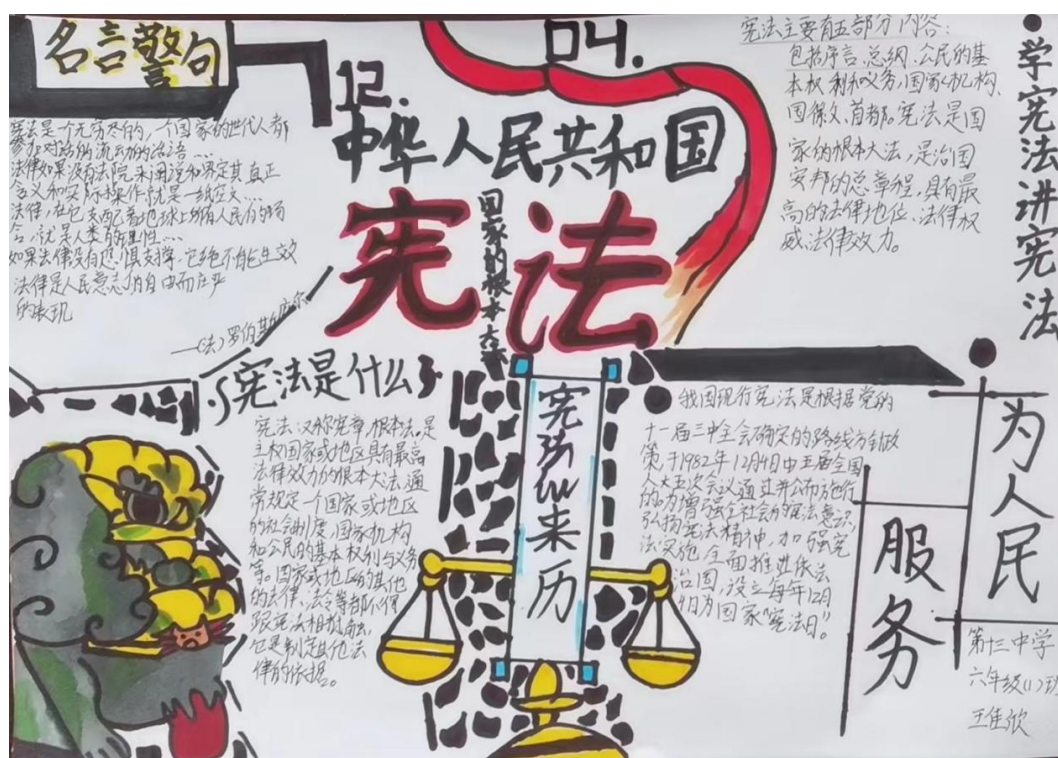 名言警句
宪法是一个无穷尽的,一个国家的世代人都
参加对话的流动的话语……
法律如果没有法院来阐说和界定其真正
含义和实际操作,就是一纸空文……
法律,在它支配着地球上所有人民的场
合,就是人类的理性……
如果法律没有恐惧支撑,它绝不能生效
法律是人民意志的自由而庄严
的表现
——(法)罗伯斯庇尔
12.
04.
中华人民共和国
宪法
国家的根本大法
宪法主要有五部分内容:
包括序言、总纲、公民的基
本权利和义务,国家机构、
国徽、首都。宪法是国
家的根本大法,是治国
安邦的总章程,具有最
高的法律地位、法律权
威、法律效力。
学宪法讲宪法
宪法是什么
宪法,又称宪章,根本法。是
主权国家或地区具有最高
法律效力的根本大法,通
常规定一个国家或地区
的社会制度,国家机构
和公民的基本权利与义务
等。国家或地区的其他
的法律,法令等都不得
跟宪法相抵触,
它是制定其他法
律的依据。
宪法的来历
我国现行宪法是根据党的
十一届三中全会确定的路线方针政
策,于1982年12月4日由五届全国
人大五次会议通过并公布施行
的。为增强全社会的宪法意识,
弘扬宪法精神,加强宪
法实施,全面推进依法
治国,设立每年12月
4日为国家“宪法日”。
为人民
服务
第十三中学
六年级(1)班
王佳欣